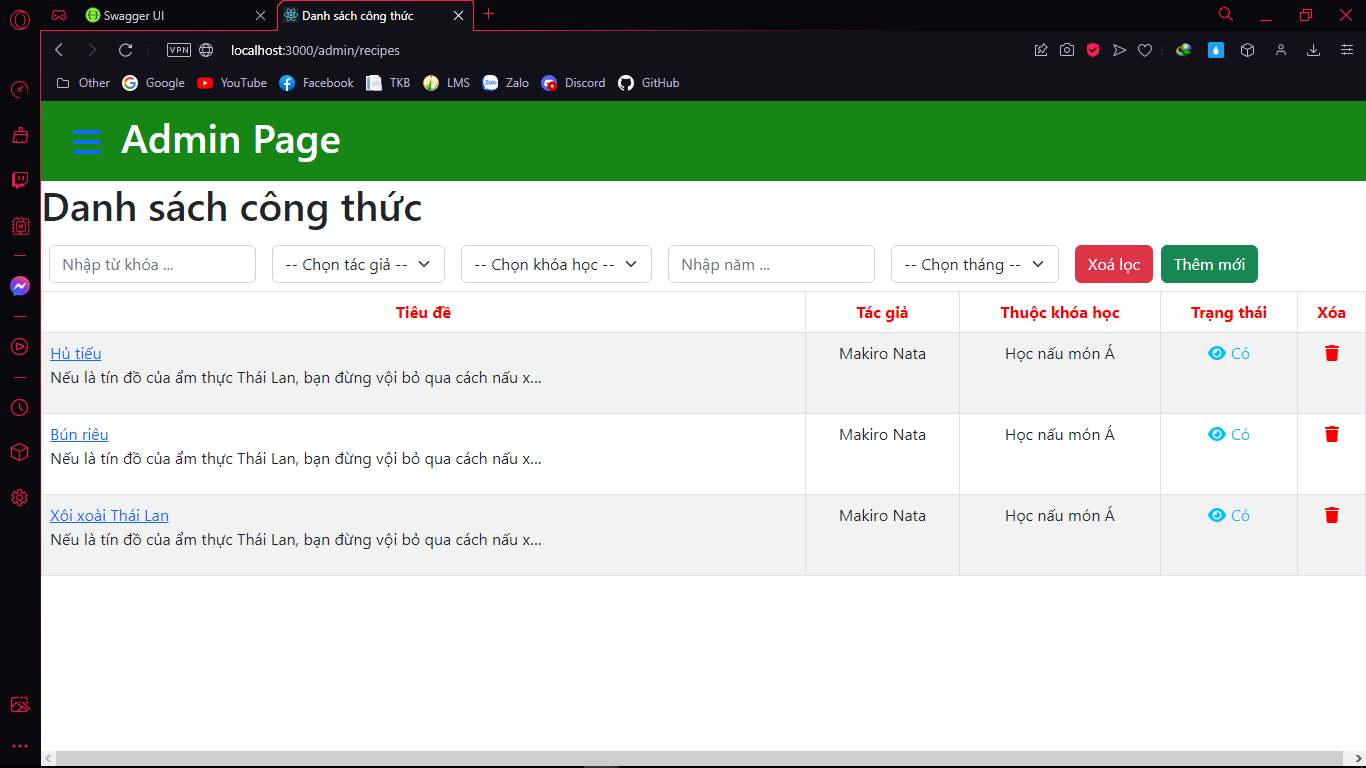 Swagger UI
Danh sách công thức
VPN
localhost:3000/admin/recipes
Other
Google
YouTube
Facebook
TKB
LMS
Zalo
Discord
GitHub
Admin Page
Danh sách công thức
Nhập từ khóa ...
-- Chọn tác giả --
-- Chọn khóa học --
Nhập năm ...
-- Chọn tháng --
Xoá lọc
Thêm mới
Tiêu đề
Tác giả
Thuộc khóa học
Trạng thái
Xóa
Hủ tiếu
Nếu là tín đồ của ẩm thực Thái Lan, bạn đừng vội bỏ qua cách nấu x...
Makiro Nata
Học nấu món Á
Có
Bún riêu
Nếu là tín đồ của ẩm thực Thái Lan, bạn đừng vội bỏ qua cách nấu x...
Makiro Nata
Học nấu món Á
Có
Xôi xoài Thái Lan
Nếu là tín đồ của ẩm thực Thái Lan, bạn đừng vội bỏ qua cách nấu x...
Makiro Nata
Học nấu món Á
Có